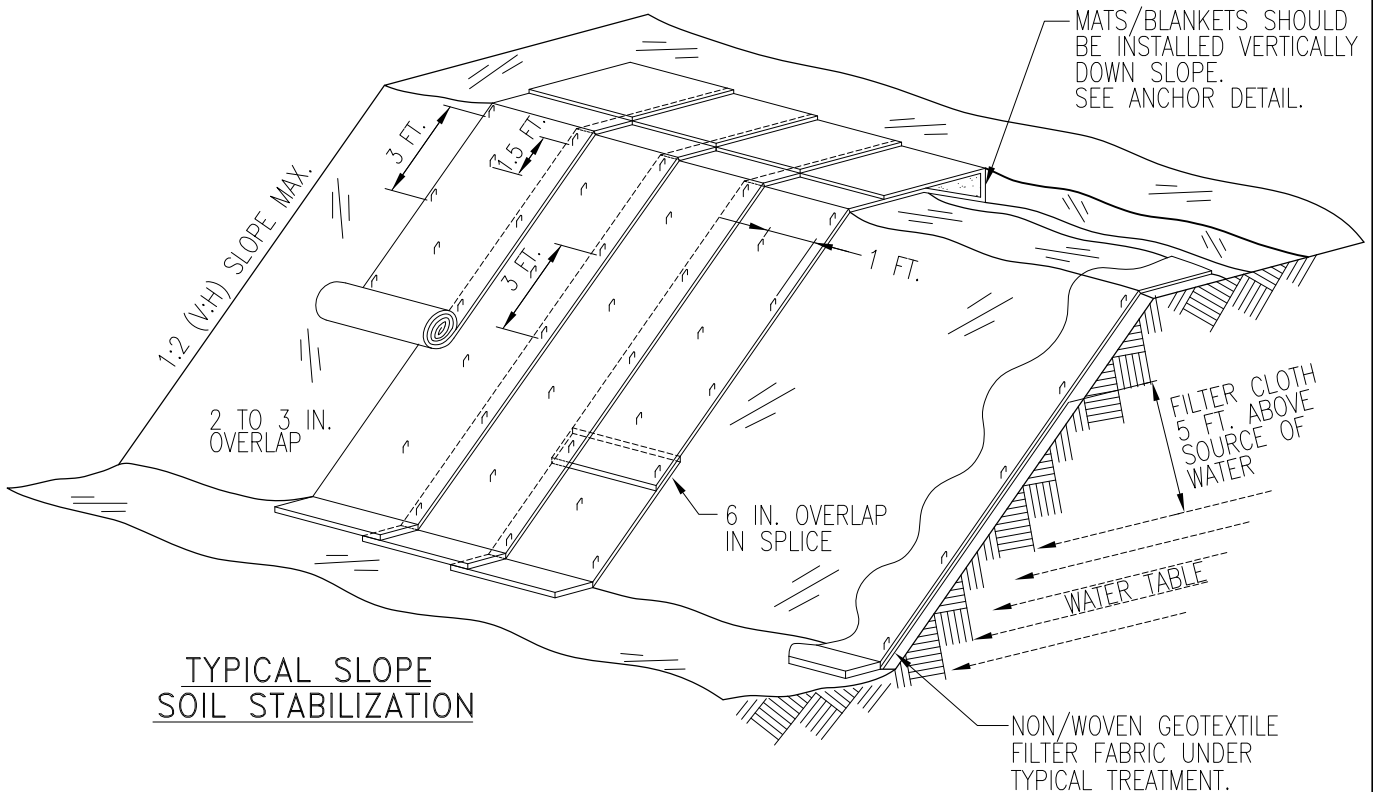 MATS/BLANKETS SHOULD
BE INSTALLED VERTICALLY
DOWN SLOPE.
SEE ANCHOR DETAIL.
3 FT.
1.5 FT.
1:2 (V:H) SLOPE MAX.
3 FT.
1 FT.
2 TO 3 IN.
OVERLAP
FILTER CLOTH
5 FT. ABOVE
SOURCE OF
WATER
6 IN. OVERLAP
IN SPLICE
WATER TABLE
TYPICAL SLOPE
SOIL STABILIZATION
NON/WOVEN GEOTEXTILE
FILTER FABRIC UNDER
TYPICAL TREATMENT.